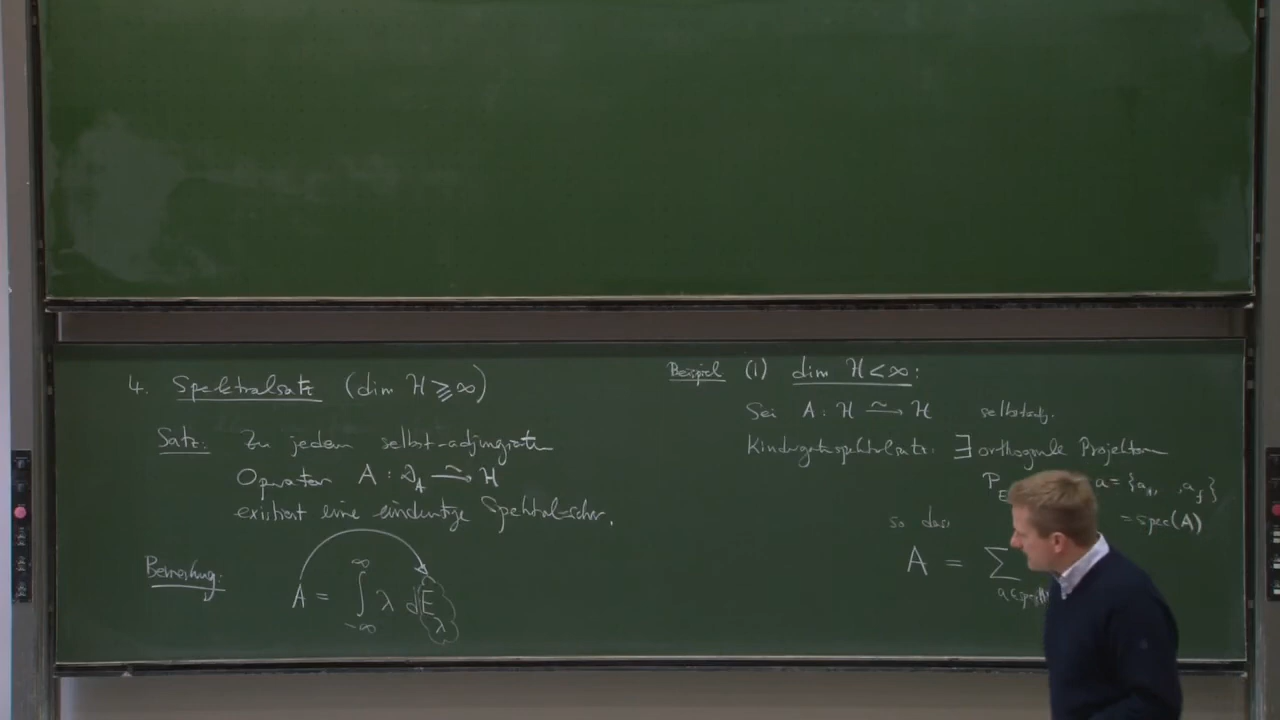 4. Spektralsatz (dim H ⩾ ∞)
Satz: Zu jedem selbst-adjungierten
Operator A : D_A → H
existiert eine eindeutige Spektralschar.
Bemerkung: A = ∫_{-∞}^{∞} λ dE_λ
Beispiel (1) dim H < ∞ :
Sei A : H → H selbstadj.
Kindergartenspektralsatz: ∃ orthogonale Projektoren
P a = {a_1, , a_f}
so dass = spec(A)
A = ∑